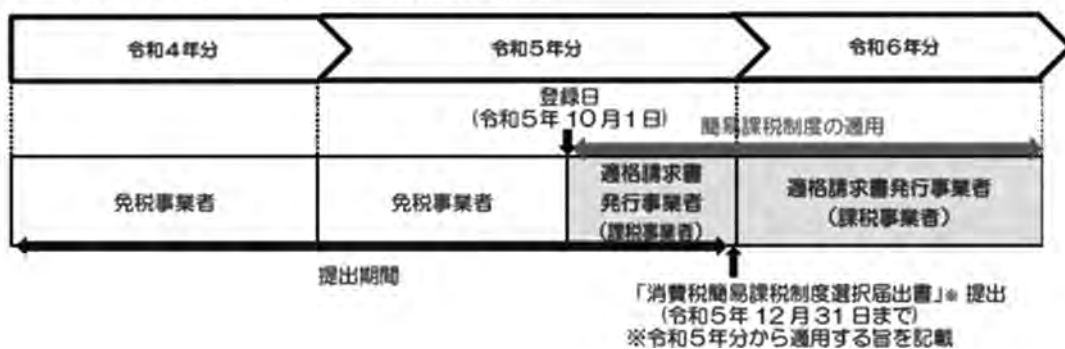 令和4年分
令和5年分
令和6年分
登録日
(令和5年10月1日)
簡易課税制度の適用
免税事業者
免税事業者
適格請求書
発行事業者
(課税事業者)
適格請求書発行事業者
(課税事業者)
提出期間
「消費税簡易課税制度選択届出書」※ 提出
(令和5年12月31日まで)
※令和5年分から適用する旨を記載